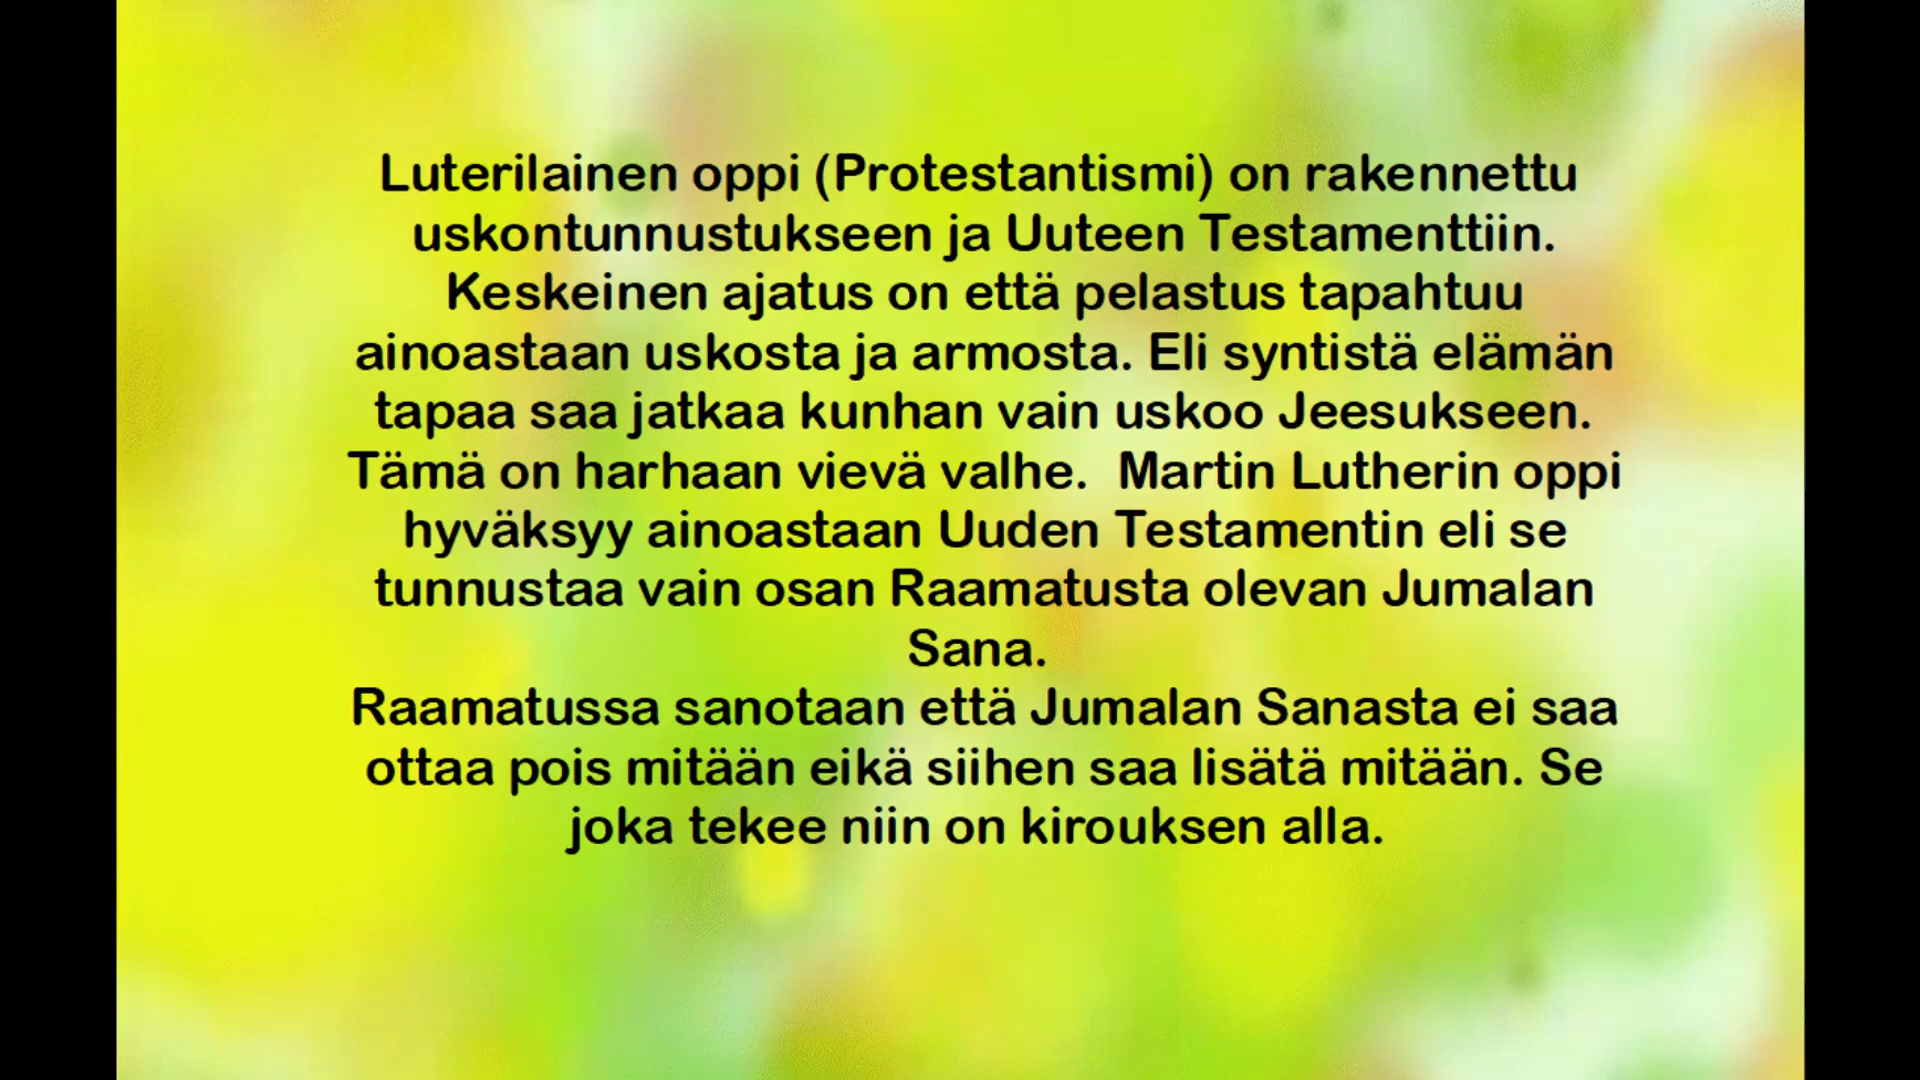 Luterilainen oppi (Protestantismi) on rakennettu
uskontunnustukseen ja Uuteen Testamenttiin.
Keskeinen ajatus on että pelastus tapahtuu
ainoastaan uskosta ja armosta. Eli syntistä elämän
tapaa saa jatkaa kunhan vain uskoo Jeesukseen.
Tämä on harhaan vievä valhe.  Martin Lutherin oppi
hyväksyy ainoastaan Uuden Testamentin eli se
tunnustaa vain osan Raamatusta olevan Jumalan
Sana.
Raamatussa sanotaan että Jumalan Sanasta ei saa
ottaa pois mitään eikä siihen saa lisätä mitään. Se
joka tekee niin on kirouksen alla.